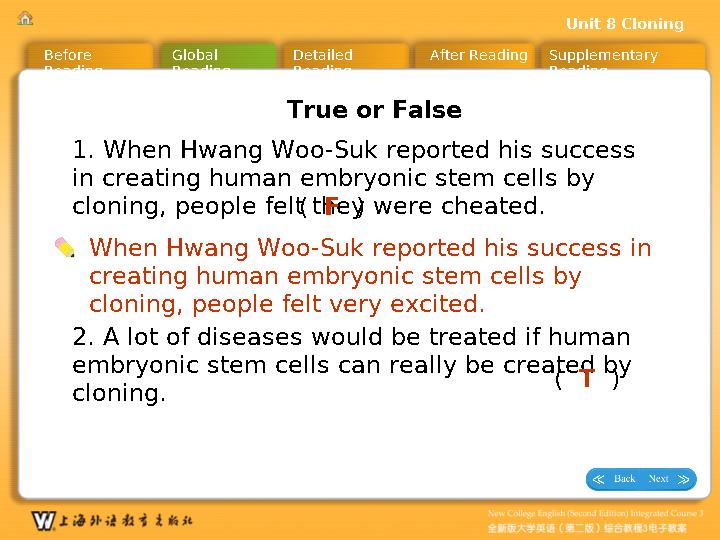 Unit 8 Cloning
Before Reading
Global Reading
Detailed Reading
After Reading
Supplementary Reading
True or False
1. When Hwang Woo-Suk reported his success
in creating human embryonic stem cells by
cloning, people felt they were cheated.
( F )
When Hwang Woo-Suk reported his success in
creating human embryonic stem cells by
cloning, people felt very excited.
2. A lot of diseases would be treated if human
embryonic stem cells can really be created by
cloning.
( T )
Back Next
W 上海外语教育出版社
New College English (Second Edition) Integrated Course 3
全新版大学英语（第二版）综合教程3电子教案